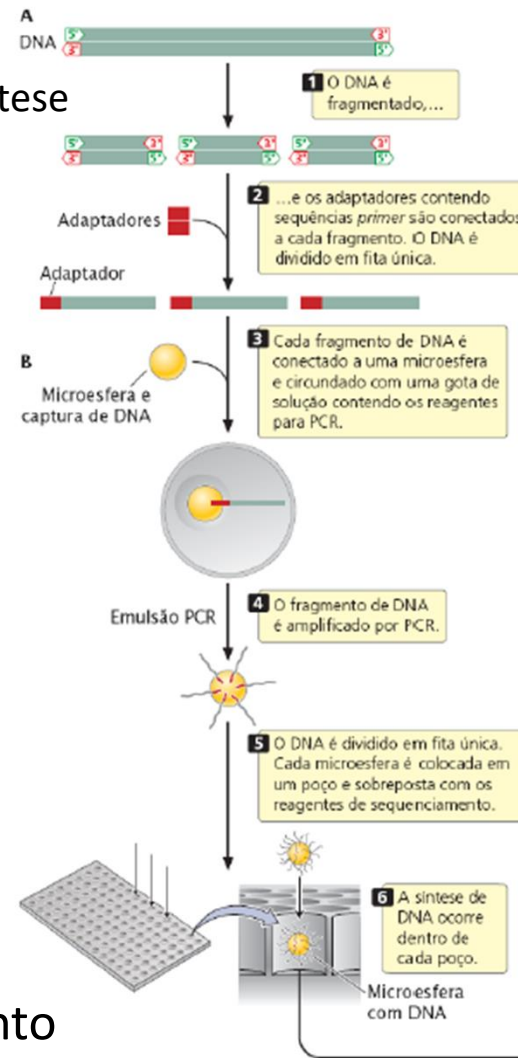 A
DNA
5' 3'
3' 5'
tese
1 O DNA é
fragmentado,...
5' 3' 5' 3' 5' 3'
3' 5' 3' 5' 3' 5'
2 ...e os adaptadores contendo
sequências primer são conectados
a cada fragmento. O DNA é
dividido em fita única.
Adaptadores
Adaptador
B
3 Cada fragmento de DNA é
conectado a uma microesfera
e circundado com uma gota de
solução contendo os reagentes
para PCR.
Microesfera e
captura de DNA
Emulsão PCR
4 O fragmento de DNA
é amplificado por PCR.
5 O DNA é dividido em fita única.
Cada microesfera é colocada em
um poço e sobreposta com os
reagentes de sequenciamento.
6 A síntese de
DNA ocorre
dentro de
cada poço.
Microesfera
com DNA
nto